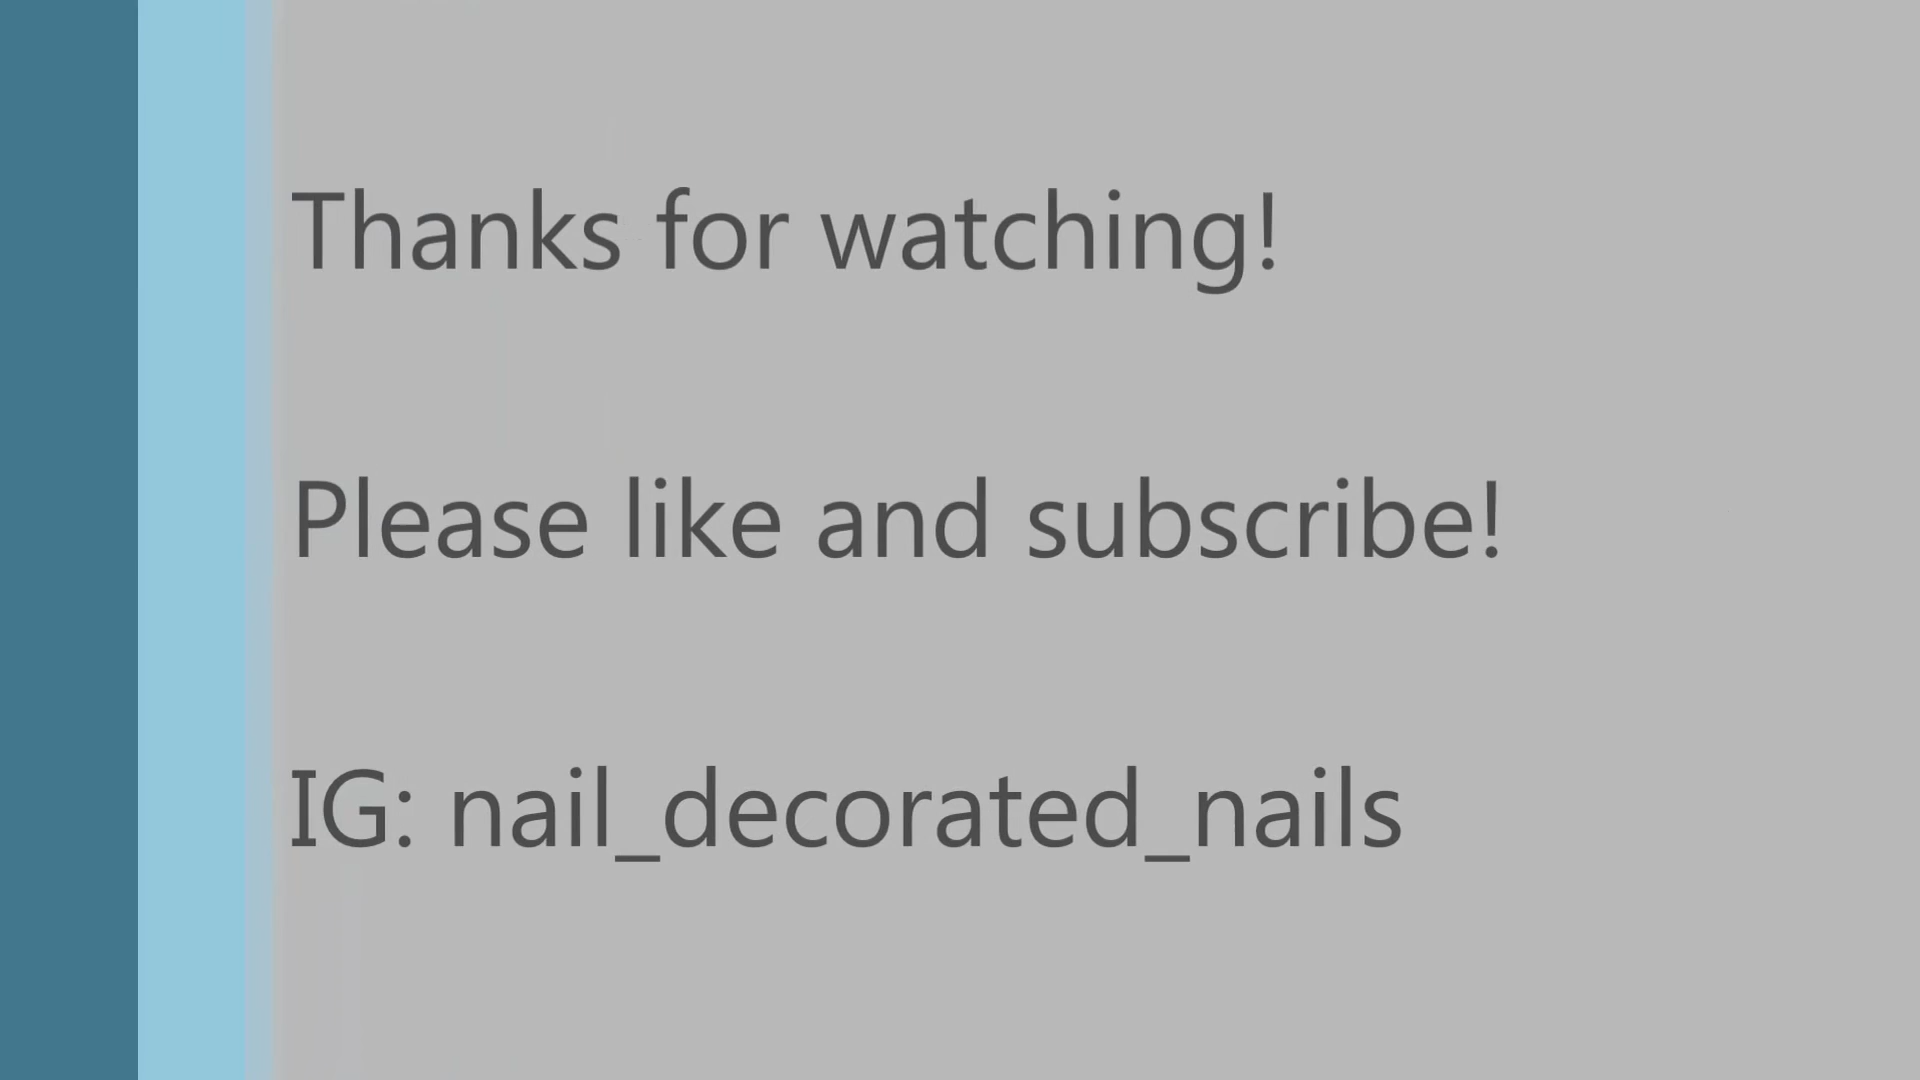 Thanks for watching!
Please like and subscribe!
IG: nail_decorated_nails